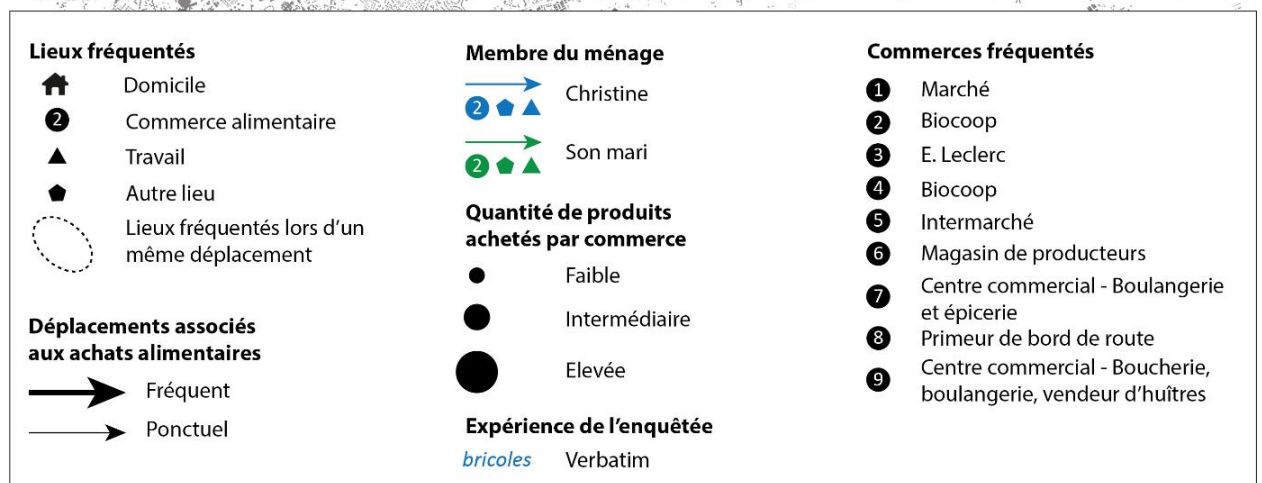 Lieux fréquentés
Domicile
2
Commerce alimentaire
Travail
Autre lieu
Lieux fréquentés lors d’un
même déplacement
Déplacements associés
aux achats alimentaires
Fréquent
Ponctuel
Membre du ménage
2
Christine
2
Son mari
Quantité de produits
achetés par commerce
Faible
Intermédiaire
Elevée
Expérience de l’enquêtée
bricoles Verbatim
Commerces fréquentés
1 Marché
2 Biocoop
3 E. Leclerc
4 Biocoop
5 Intermarché
6 Magasin de producteurs
7 Centre commercial - Boulangerie
et épicerie
8 Primeur de bord de route
9 Centre commercial - Boucherie,
boulangerie, vendeur d’huîtres